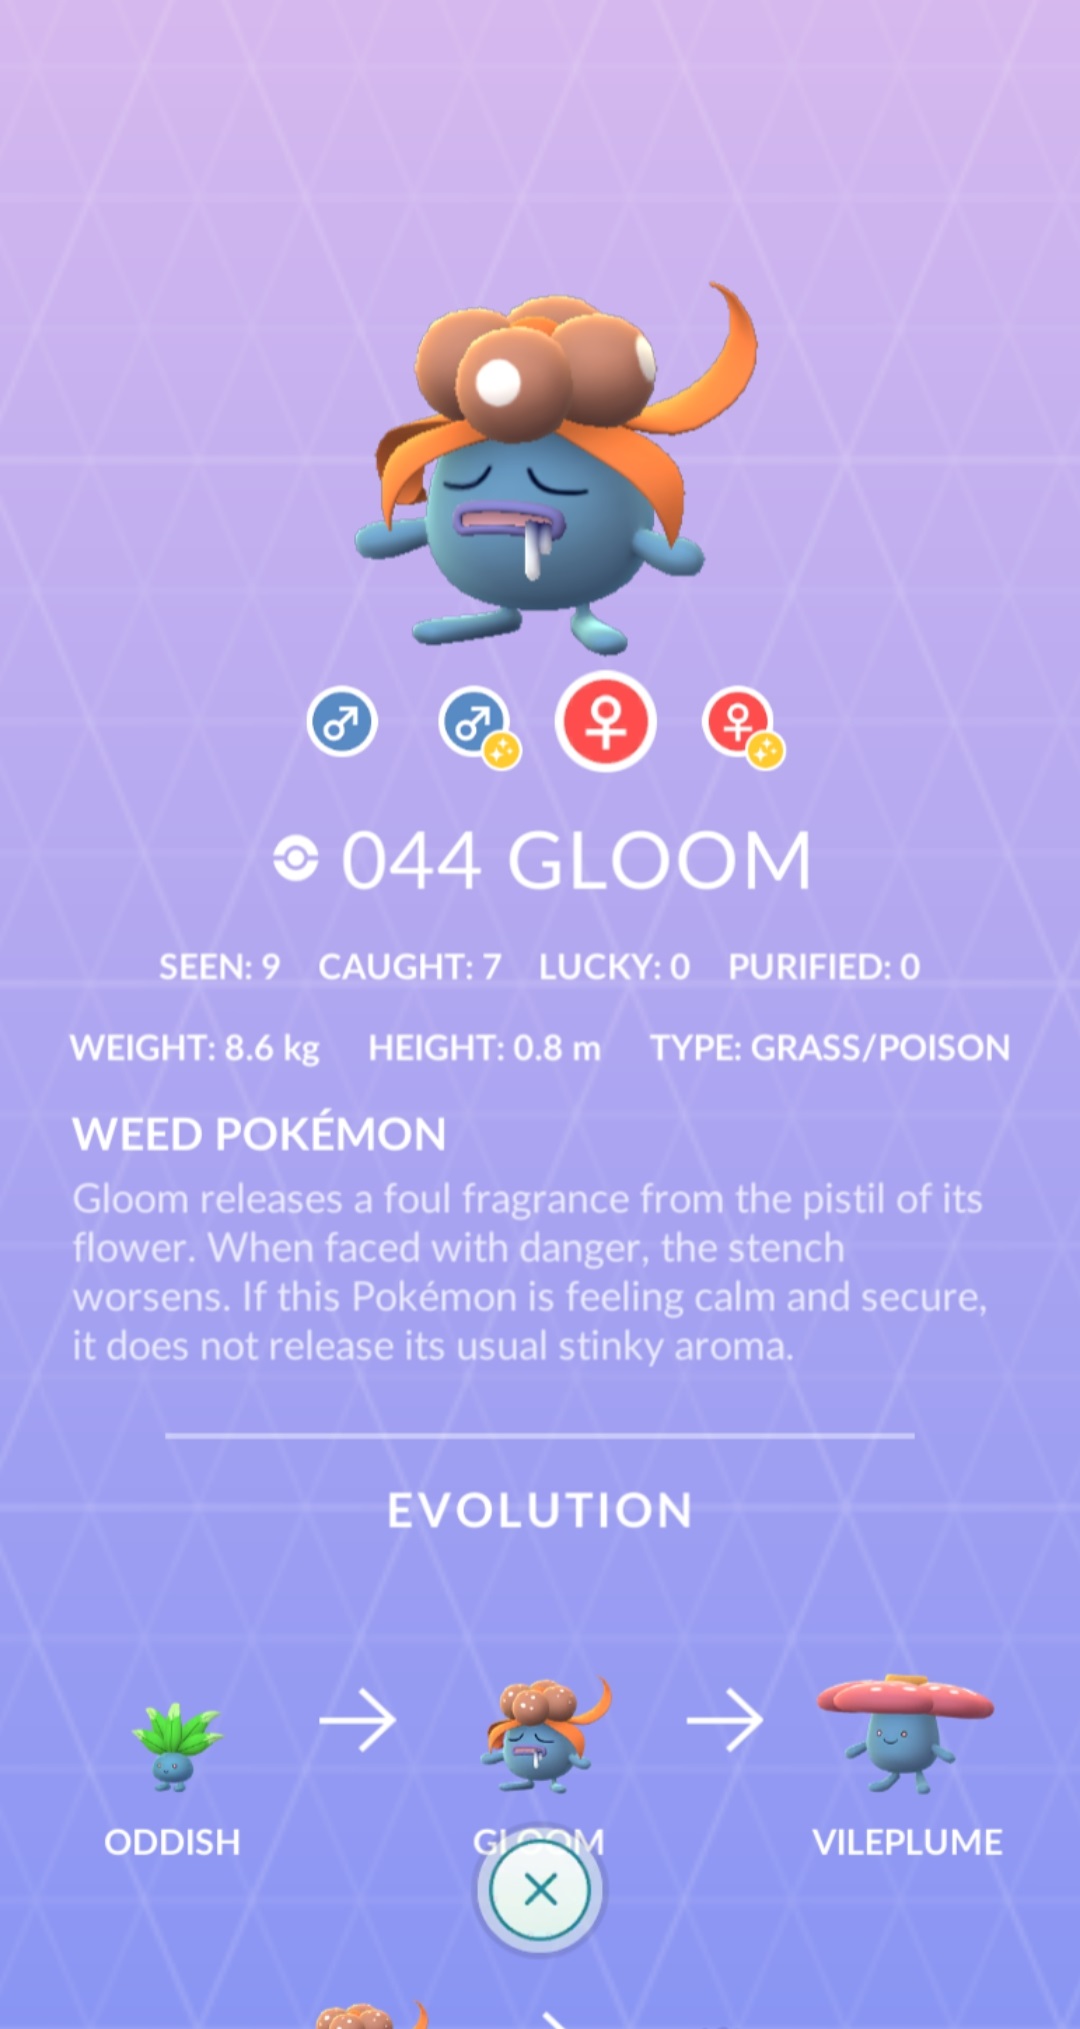 044 GLOOM
SEEN: 9 CAUGHT: 7 LUCKY: 0 PURIFIED: 0
WEIGHT: 8.6 kg HEIGHT: 0.8 m TYPE: GRASS/POISON
WEED POKÉMON
Gloom releases a foul fragrance from the pistil of its
flower. When faced with danger, the stench
worsens. If this Pokémon is feeling calm and secure,
it does not release its usual stinky aroma.
EVOLUTION
ODDISH GLOOM VILEPLUME